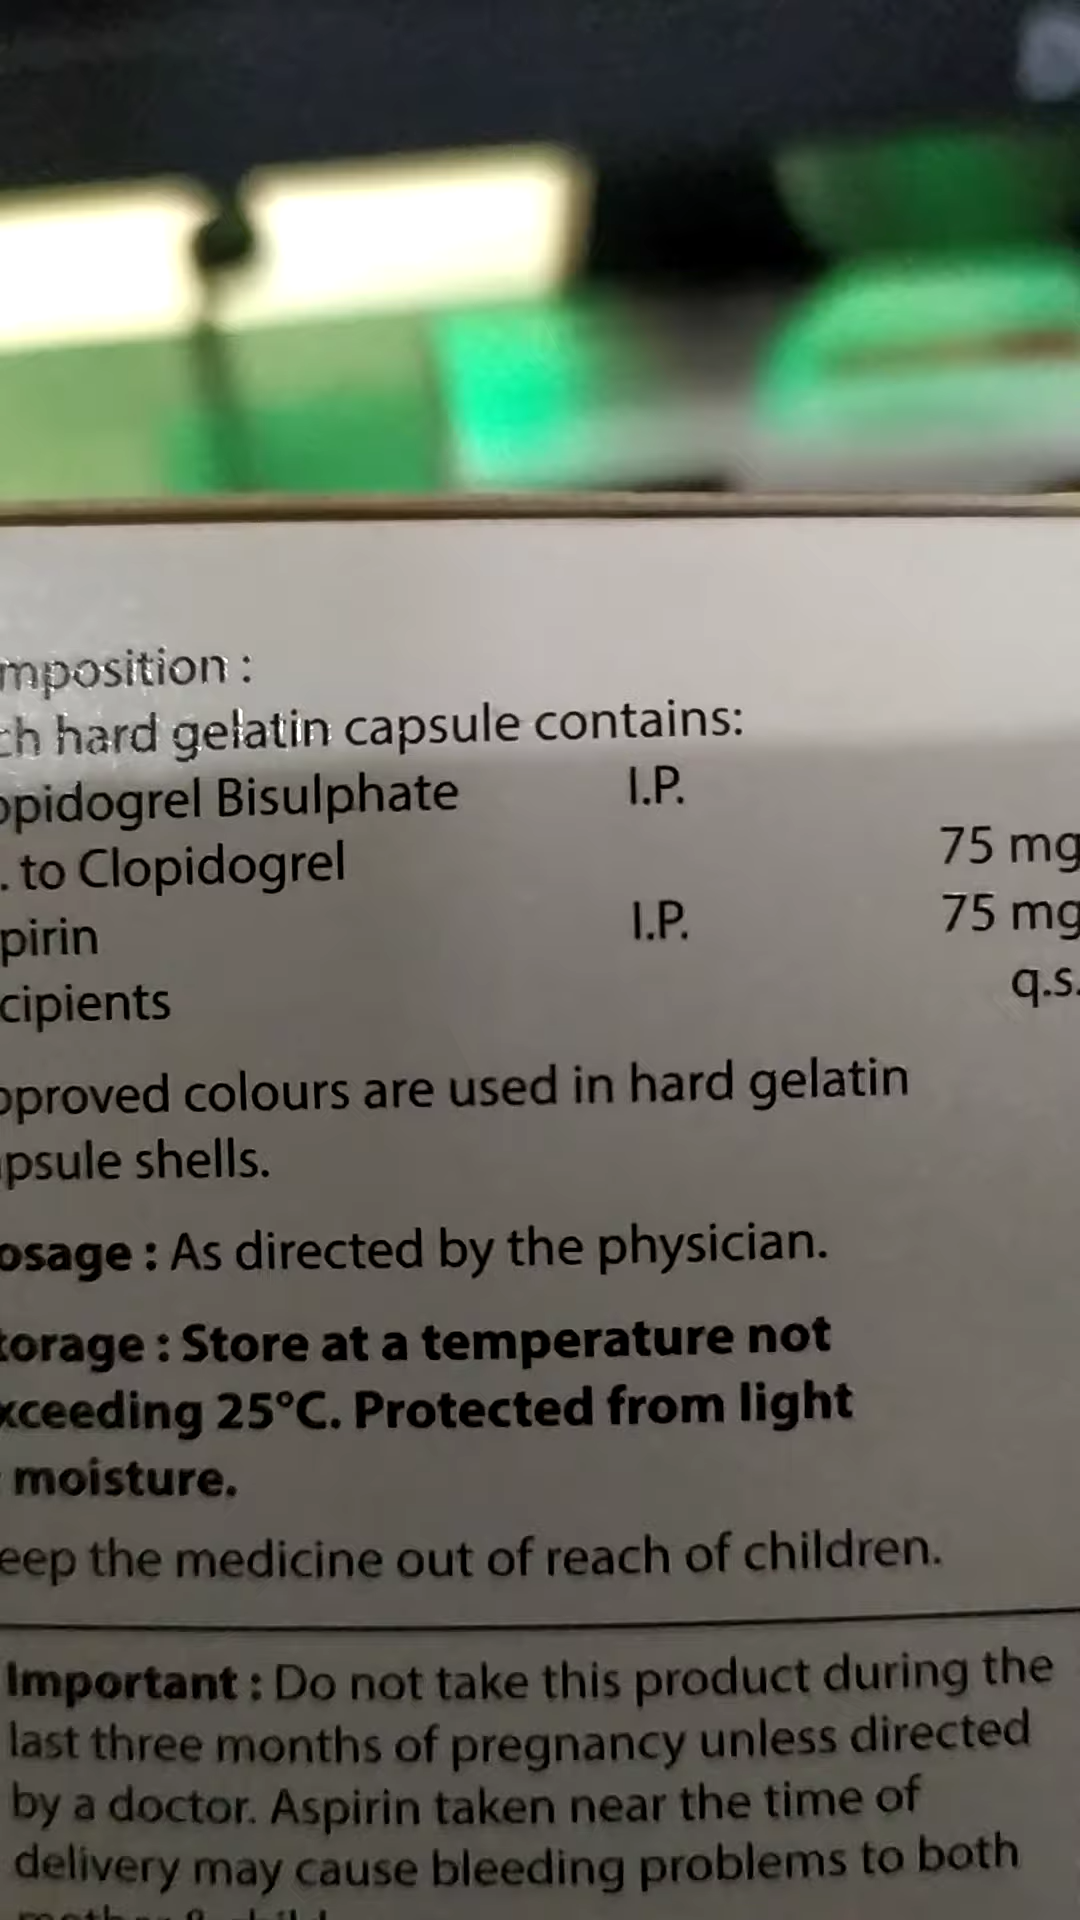 mposition :
ch hard gelatin capsule contains:
opidogrel Bisulphate I.P.
. to Clopidogrel 75 mg
pirin I.P. 75 mg
cipients q.s.
pproved colours are used in hard gelatin
psule shells.
osage : As directed by the physician.
torage : Store at a temperature not
xceeding 25°C. Protected from light
moisture.
eep the medicine out of reach of children.
Important : Do not take this product during the
last three months of pregnancy unless directed
by a doctor. Aspirin taken near the time of
delivery may cause bleeding problems to both